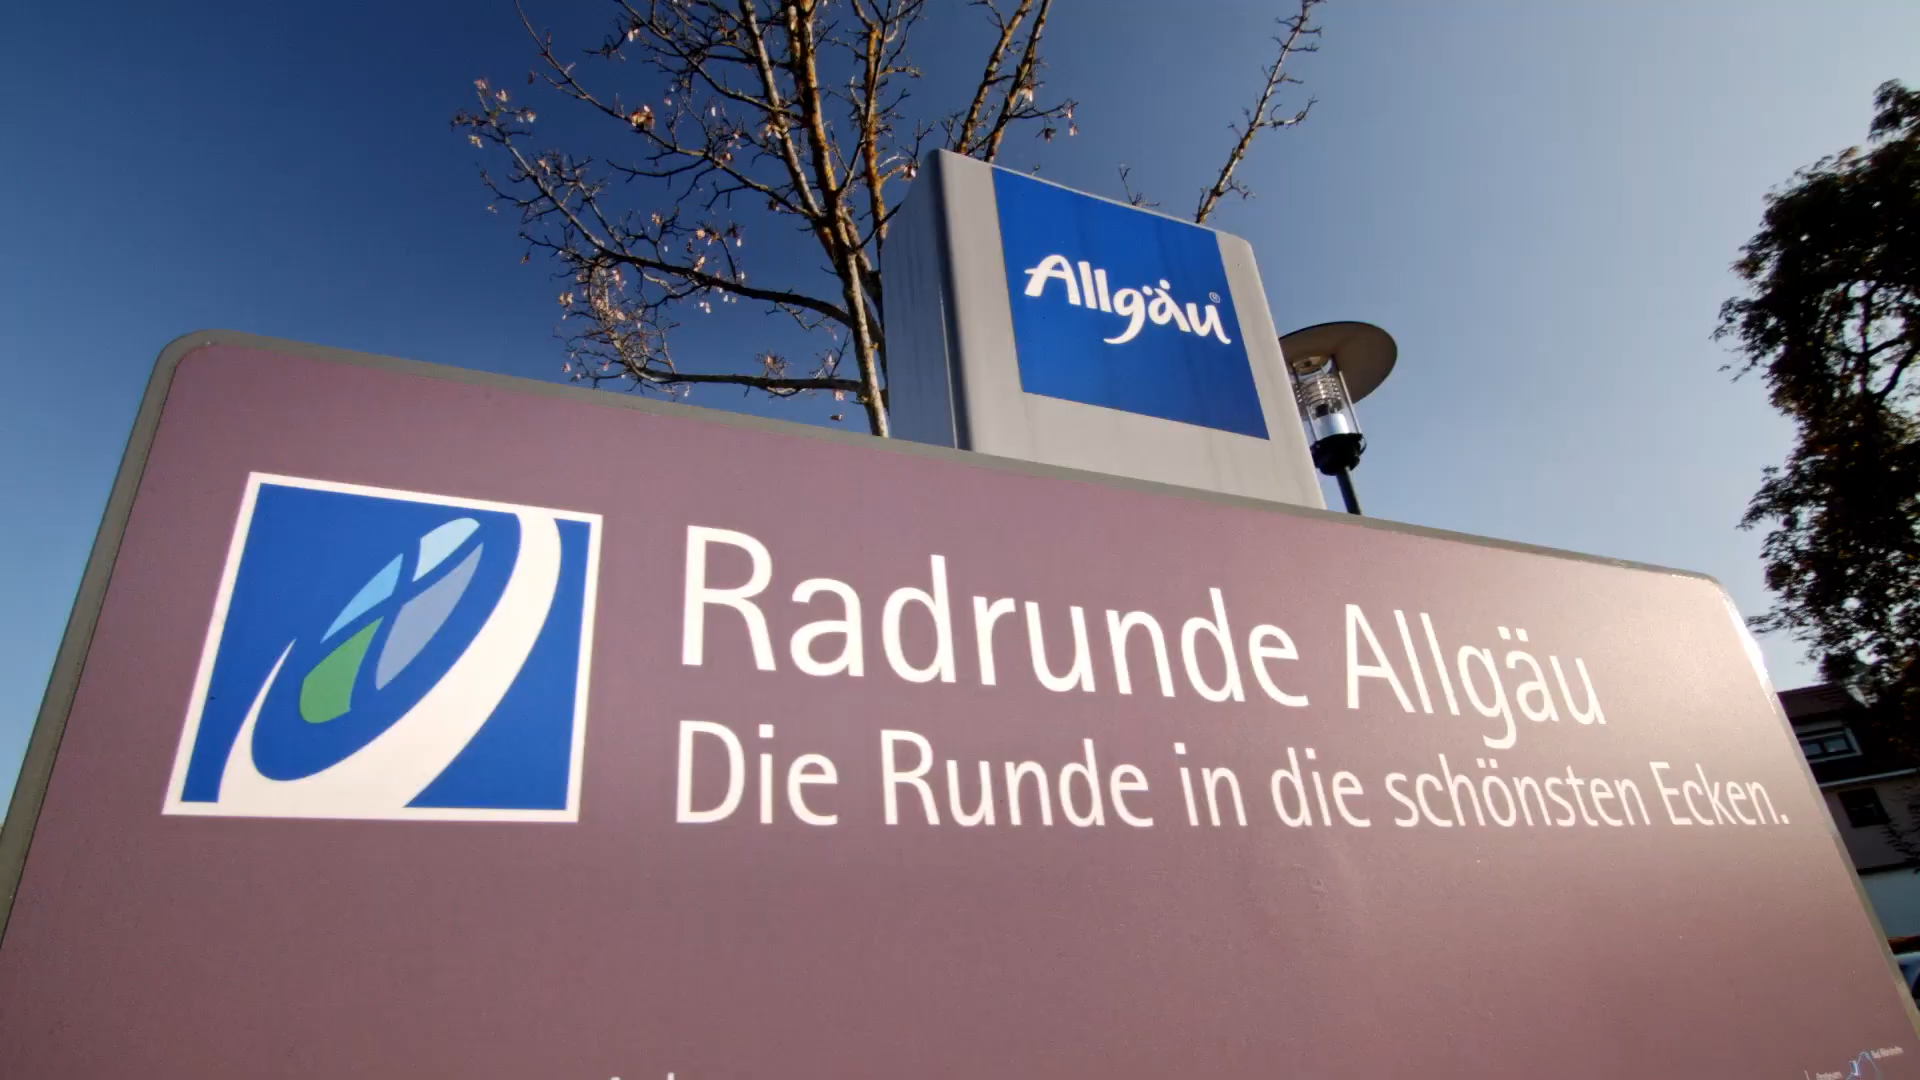 Allgäu®
Radrunde Allgäu
Die Runde in die schönsten Ecken.